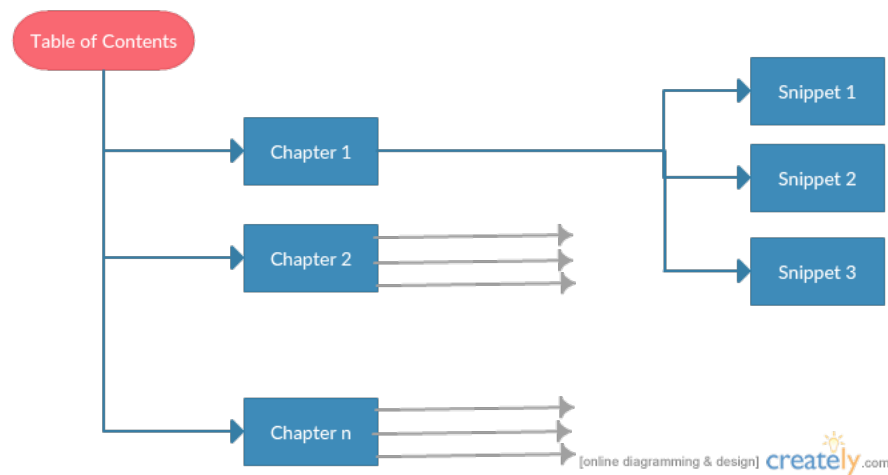 Table of Contents
Snippet 1
Chapter 1
Snippet 2
Chapter 2
Snippet 3
Chapter n
[online diagramming & design] creately.com